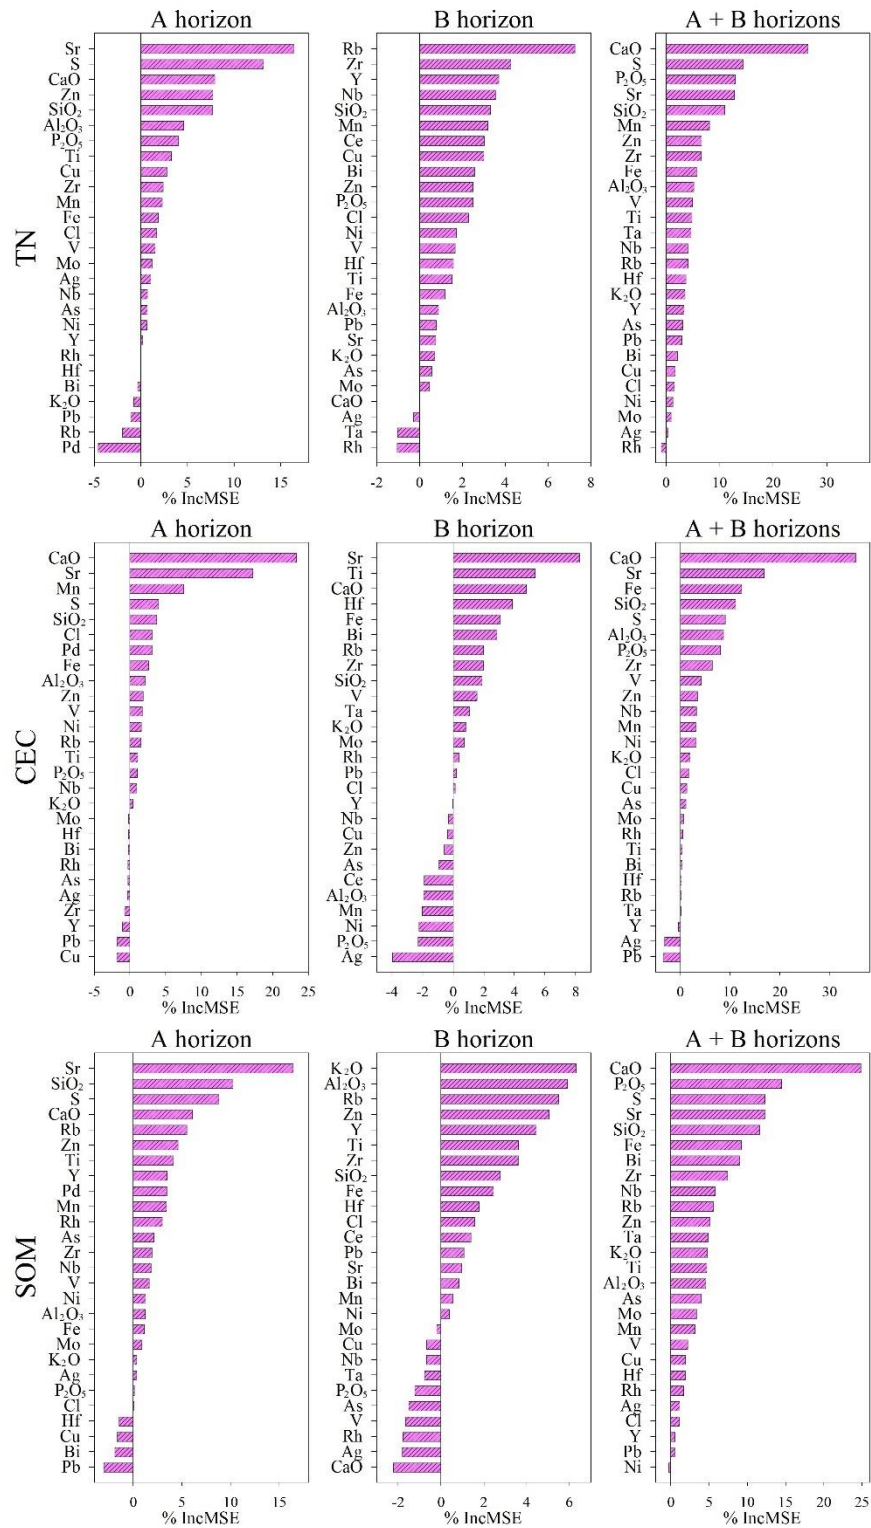 A horizon
B horizon
A + B horizons
TN
Sr
S
CaO
Zn
SiO₂
Al₂O₃
P₂O₅
Ti
Cu
Zr
Mn
Fe
Cl
V
Mo
Ag
Nb
As
Ni
Y
Rh
Hf
Bi
K₂O
Pb
Rb
Pd
-5 0 5 10 15
% IncMSE
Rb
Zr
Y
Nb
SiO₂
Mn
Ce
Cu
Bi
Zn
P₂O₅
Cl
Ni
V
Hf
Ti
Fe
Al₂O₃
Pb
Sr
K₂O
As
Mo
CaO
Ag
Ta
Rh
-2 0 2 4 6 8
% IncMSE
CaO
S
P₂O₅
Sr
SiO₂
Mn
Zn
Zr
Fe
Al₂O₃
V
Ti
Ta
Nb
Rb
Hf
K₂O
Y
As
Pb
Bi
Cu
Cl
Ni
Mo
Ag
Rh
0 10 20 30
% IncMSE
A horizon
B horizon
A + B horizons
CEC
CaO
Sr
Mn
S
SiO₂
Cl
Pd
Fe
Al₂O₃
Zn
V
Ni
Rb
Ti
P₂O₅
Nb
K₂O
Mo
Hf
Bi
Rh
As
Ag
Zr
Y
Pb
Cu
-5 0 5 10 15 20 25
% IncMSE
Sr
Ti
CaO
Hf
Fe
Bi
Rb
Zr
SiO₂
V
Ta
K₂O
Mo
Rh
Pb
Cl
Y
Nb
Cu
Zn
As
Ce
Al₂O₃
Mn
Ni
P₂O₅
Ag
-4 -2 0 2 4 6 8
% IncMSE
CaO
Sr
Fe
SiO₂
S
Al₂O₃
P₂O₅
Zr
V
Zn
Nb
Mn
Ni
K₂O
Cl
Cu
As
Mo
Rh
Ti
Bi
Hf
Rb
Ta
Y
Ag
Pb
0 10 20 30
% IncMSE
A horizon
B horizon
A + B horizons
SOM
Sr
SiO₂
S
CaO
Rb
Zn
Ti
Y
Pd
Mn
Rh
As
Zr
Nb
V
Ni
Al₂O₃
Fe
Mo
K₂O
Ag
P₂O₅
Cl
Hf
Cu
Bi
Pb
0 5 10 15
% IncMSE
K₂O
Al₂O₃
Rb
Zn
Y
Ti
Zr
SiO₂
Fe
Hf
Cl
Ce
Pb
Sr
Bi
Mn
Ni
Mo
Cu
Nb
Ta
P₂O₅
As
V
Rh
Ag
CaO
-2 0 2 4 6
% IncMSE
CaO
P₂O₅
S
Sr
SiO₂
Fe
Bi
Zr
Nb
Rb
Zn
Ta
K₂O
Ti
Al₂O₃
As
Mo
Mn
V
Cu
Hf
Rh
Ag
Cl
Y
Pb
Ni
0 5 10 15 20 25
% IncMSE